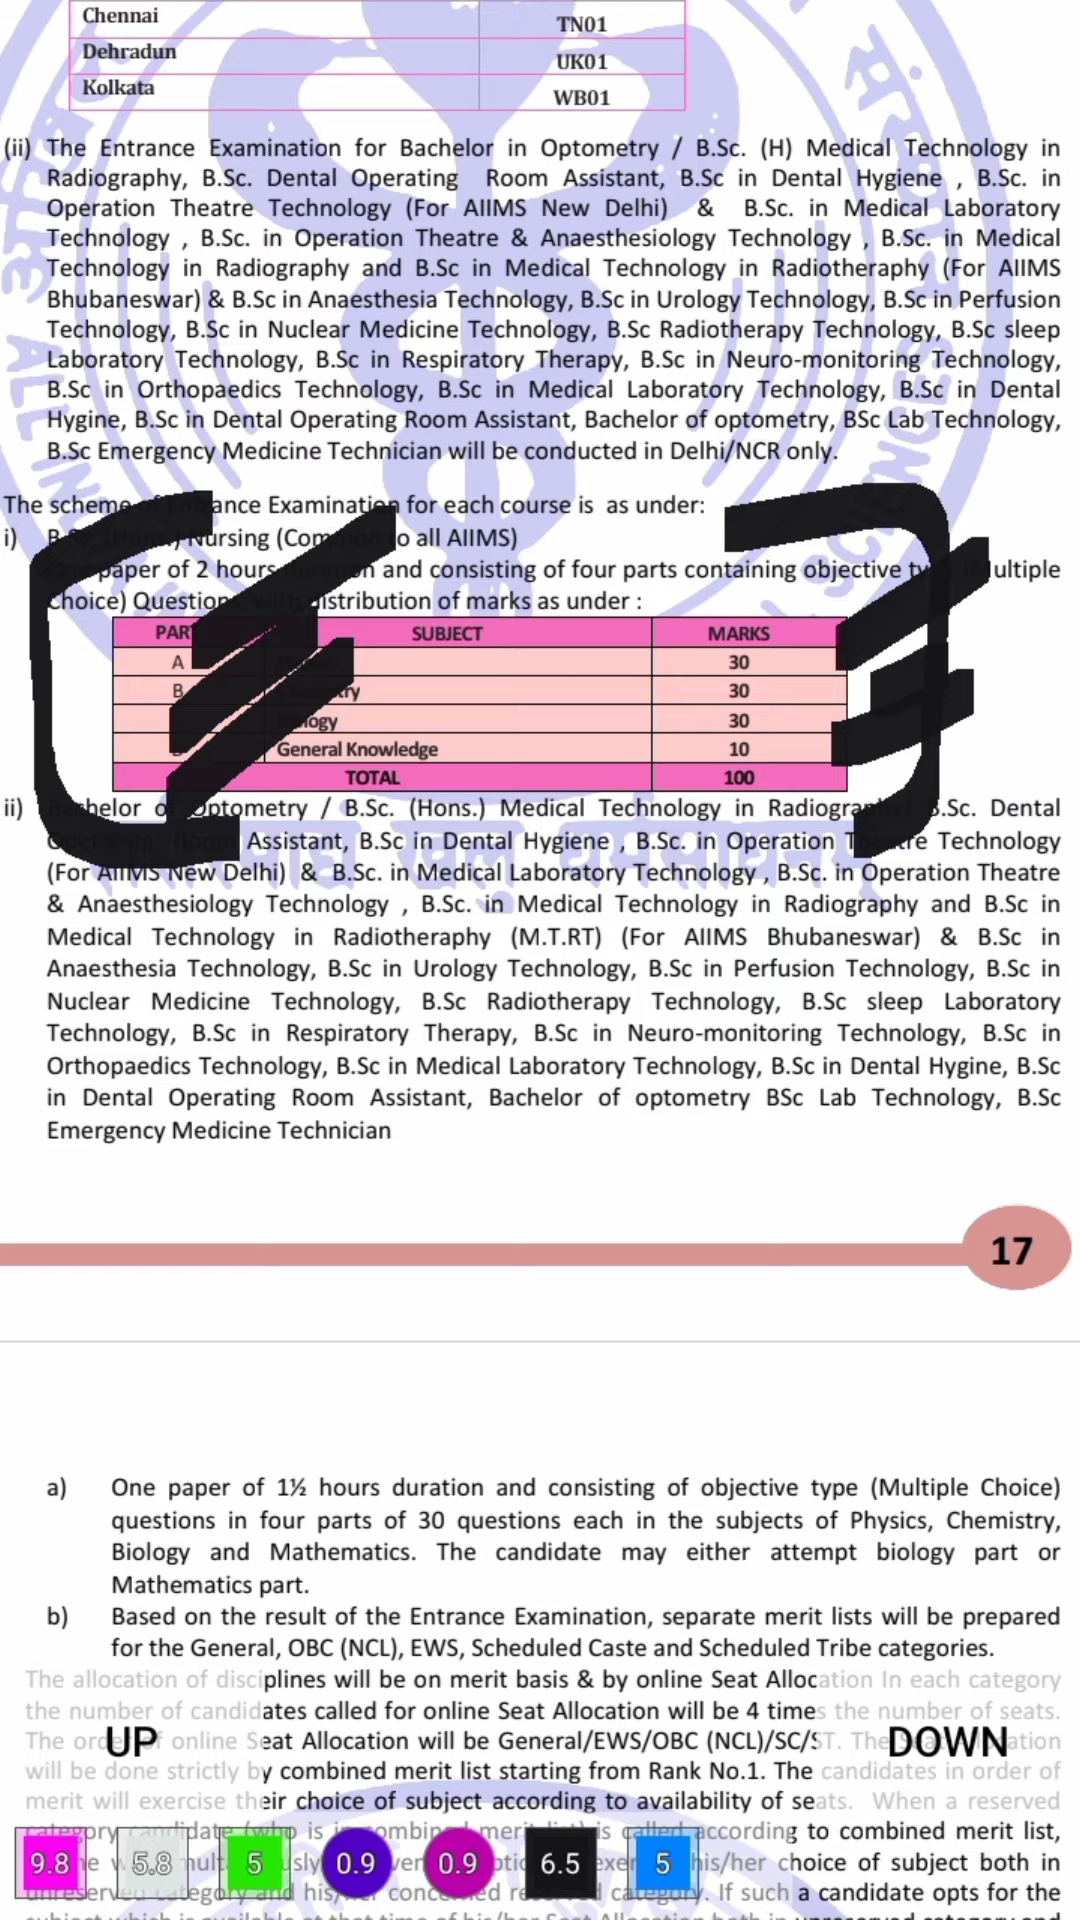 Chennai TN01
Dehradun UK01
Kolkata WB01
(ii) The Entrance Examination for Bachelor in Optometry / B.Sc. (H) Medical Technology in
Radiography, B.Sc. Dental Operating Room Assistant, B.Sc in Dental Hygiene , B.Sc. in
Operation Theatre Technology (For AIIMS New Delhi) & B.Sc. in Medical Laboratory
Technology , B.Sc. in Operation Theatre & Anaesthesiology Technology , B.Sc. in Medical
Technology in Radiography and B.Sc in Medical Technology in Radiotheraphy (For AIIMS
Bhubaneswar) & B.Sc in Anaesthesia Technology, B.Sc in Urology Technology, B.Sc in Perfusion
Technology, B.Sc in Nuclear Medicine Technology, B.Sc Radiotherapy Technology, B.Sc sleep
Laboratory Technology, B.Sc in Respiratory Therapy, B.Sc in Neuro-monitoring Technology,
B.Sc in Orthopaedics Technology, B.Sc in Medical Laboratory Technology, B.Sc in Dental
Hygine, B.Sc in Dental Operating Room Assistant, Bachelor of optometry, BSc Lab Technology,
B.Sc Emergency Medicine Technician will be conducted in Delhi/NCR only.
The scheme Examination for each course is as under:
i) Nursing to all AIIMS)
paper of 2 hours and consisting of four parts containing objective
Choice) distribution of marks as under :
SUBJECT MARKS
A 30
B 30
30
General Knowledge 10
TOTAL 100
ii) Bachelor of Optometry / B.Sc. (Hons.) Medical Technology in B.Sc. Dental
Assistant, B.Sc in Dental Hygiene , B.Sc. in Operation Technology
(For AIIMS New Delhi) & B.Sc. in Medical Laboratory Technology , B.Sc. in Operation Theatre
& Anaesthesiology Technology , B.Sc. in Medical Technology in Radiography and B.Sc in
Medical Technology in Radiotheraphy (M.T.RT) (For AIIMS Bhubaneswar) & B.Sc in
Anaesthesia Technology, B.Sc in Urology Technology, B.Sc in Perfusion Technology, B.Sc in
Nuclear Medicine Technology, B.Sc Radiotherapy Technology, B.Sc sleep Laboratory
Technology, B.Sc in Respiratory Therapy, B.Sc in Neuro-monitoring Technology, B.Sc in
Orthopaedics Technology, B.Sc in Medical Laboratory Technology, B.Sc in Dental Hygine, B.Sc
in Dental Operating Room Assistant, Bachelor of optometry BSc Lab Technology, B.Sc
Emergency Medicine Technician
17
a) One paper of 1½ hours duration and consisting of objective type (Multiple Choice)
questions in four parts of 30 questions each in the subjects of Physics, Chemistry,
Biology and Mathematics. The candidate may either attempt biology part or
Mathematics part.
b) Based on the result of the Entrance Examination, separate merit lists will be prepared
for the General, OBC (NCL), EWS, Scheduled Caste and Scheduled Tribe categories.
The allocation of disciplines will be on merit basis & by online Seat Allocation In each category
the number of candidates called for online Seat Allocation will be 4 times the number of seats.
The of online Seat Allocation will be General/EWS/OBC (NCL)/SC/ST. The
UP DOWN
will be done strictly by combined merit list starting from Rank No.1. The candidates in order of
merit will exercise their choice of subject according to availability of seats. When a reserved
category candidate (who is in is called according to combined merit list,
9.8 5.8 5 0.9 0.9 6.5 5
his/her choice of subject both in
category and category. If such a candidate opts for the